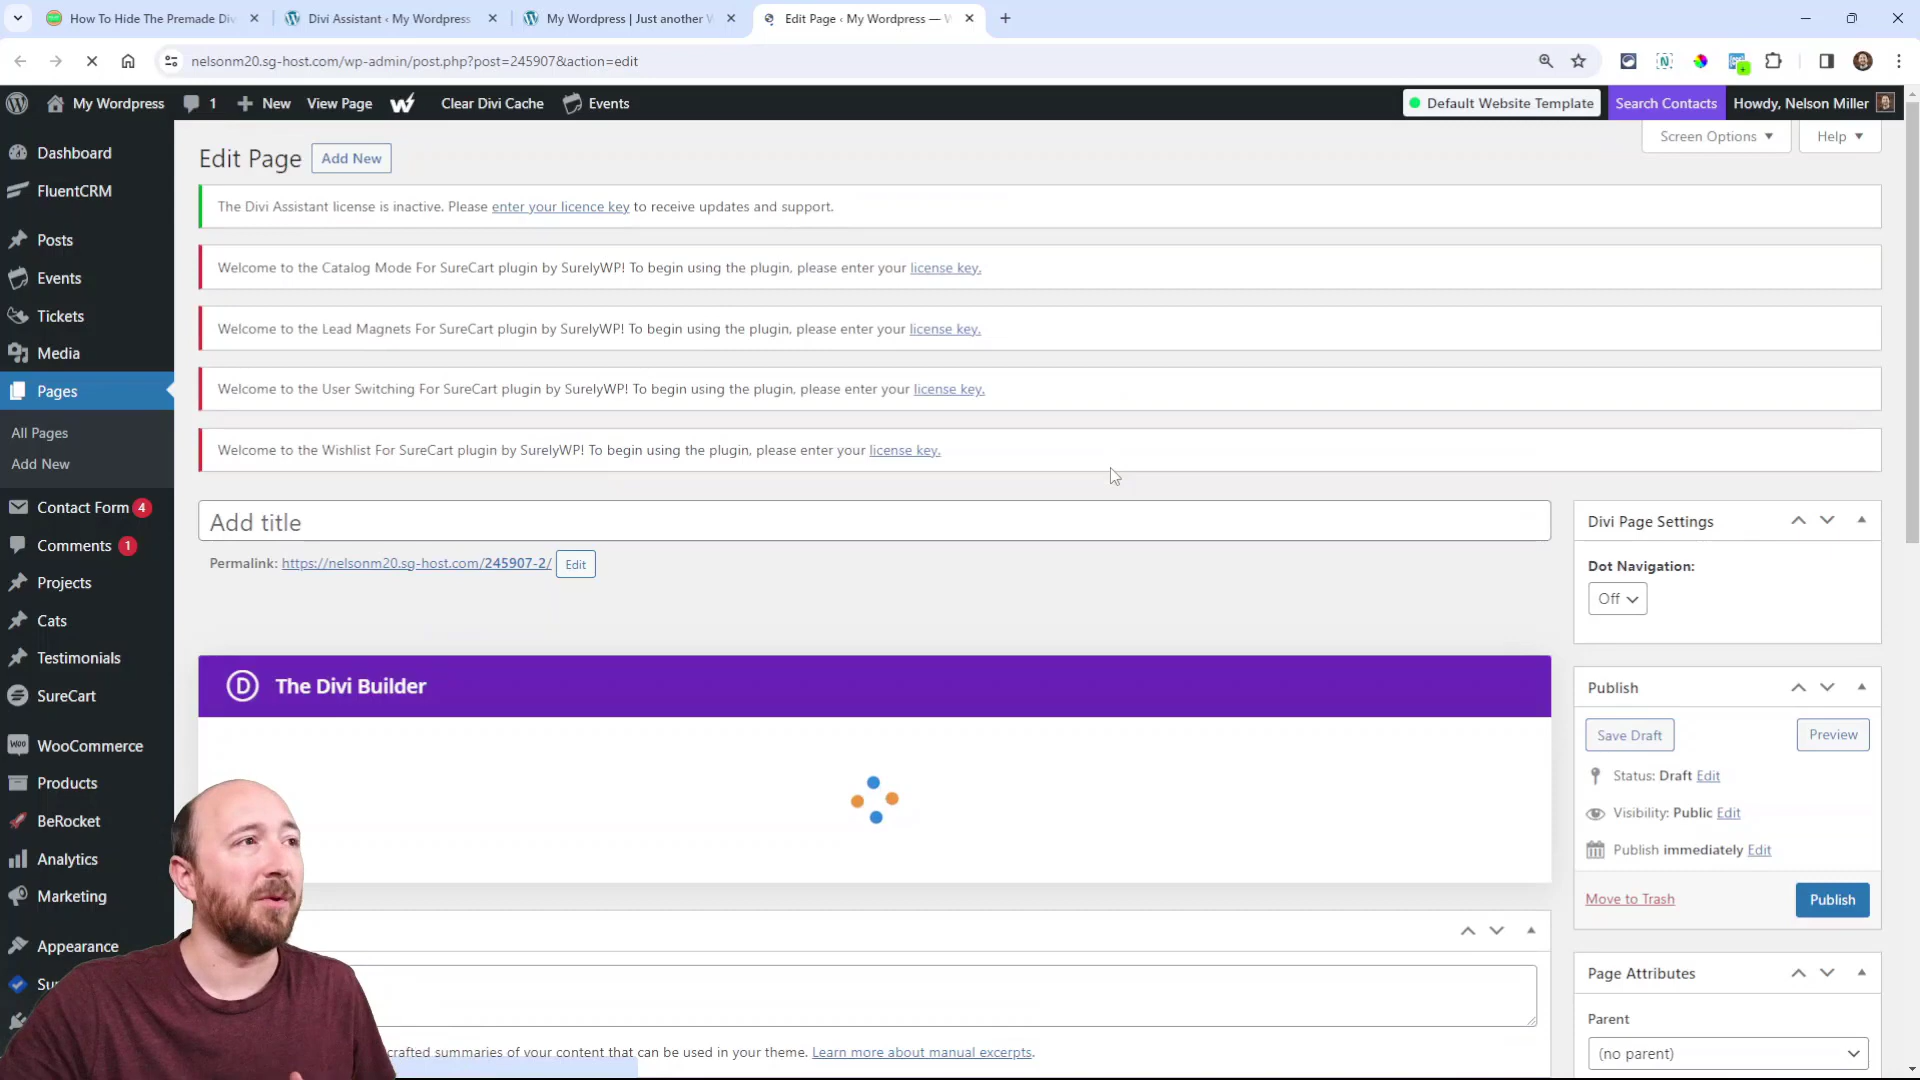 How To Hide The Premade Div
Divi Assistant ‹ My Wordpress
My Wordpress | Just another W
Edit Page ‹ My Wordpress — W
nelsonm20.sg-host.com/wp-admin/post.php?post=245907&action=edit
My Wordpress
1
New
View Page
Clear Divi Cache
Events
Default Website Template
Search Contacts
Howdy, Nelson Miller
Screen Options
Help
Dashboard
FluentCRM
Posts
Events
Tickets
Media
Pages
All Pages
Add New
Contact Form 4
Comments 1
Projects
Cats
Testimonials
SureCart
WooCommerce
Products
BeRocket
Analytics
Marketing
Appearance
Edit Page
Add New
The Divi Assistant license is inactive. Please enter your licence key to receive updates and support.
Welcome to the Catalog Mode For SureCart plugin by SurelyWP! To begin using the plugin, please enter your license key.
Welcome to the Lead Magnets For SureCart plugin by SurelyWP! To begin using the plugin, please enter your license key.
Welcome to the User Switching For SureCart plugin by SurelyWP! To begin using the plugin, please enter your license key.
Welcome to the Wishlist For SureCart plugin by SurelyWP! To begin using the plugin, please enter your license key.
Add title
Permalink: https://nelsonm20.sg-host.com/245907-2/ Edit
D The Divi Builder
crafted summaries of your content that can be used in your theme. Learn more about manual excerpts.
Divi Page Settings
Dot Navigation:
Off
Publish
Save Draft
Preview
Status: Draft Edit
Visibility: Public Edit
Publish immediately Edit
Move to Trash
Publish
Page Attributes
Parent
(no parent)